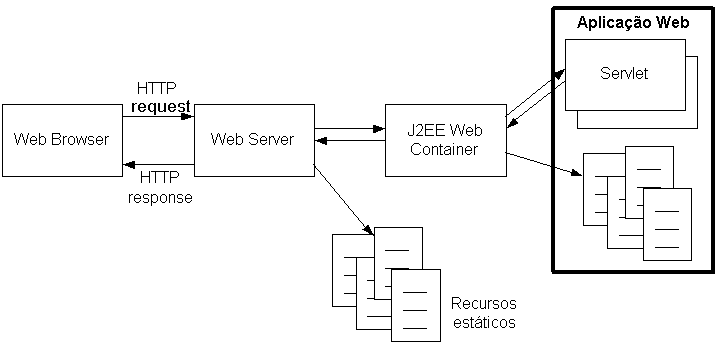 Aplicação Web
Servlet
HTTP
request
Web Browser
Web Server
J2EE Web
Container
HTTP
response
Recursos
estáticos